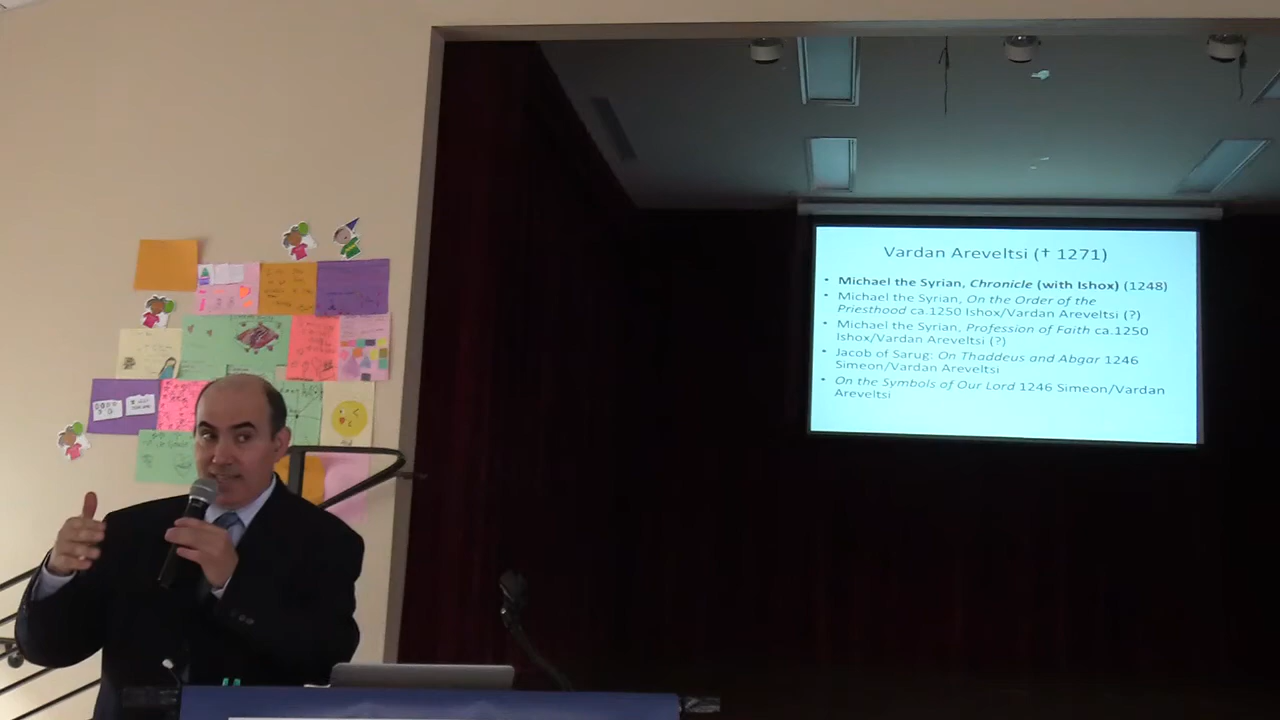 Vardan Areveltsi († 1271)
• Michael the Syrian, Chronicle (with Ishox) (1248)
• Michael the Syrian, On the Order of the
Priesthood ca.1250 Ishox/Vardan Areveltsi (?)
• Michael the Syrian, Profession of Faith ca.1250
Ishox/Vardan Areveltsi (?)
• Jacob of Sarug: On Thaddeus and Abgar 1246
Simeon/Vardan Areveltsi
• On the Symbols of Our Lord 1246 Simeon/Vardan
Areveltsi